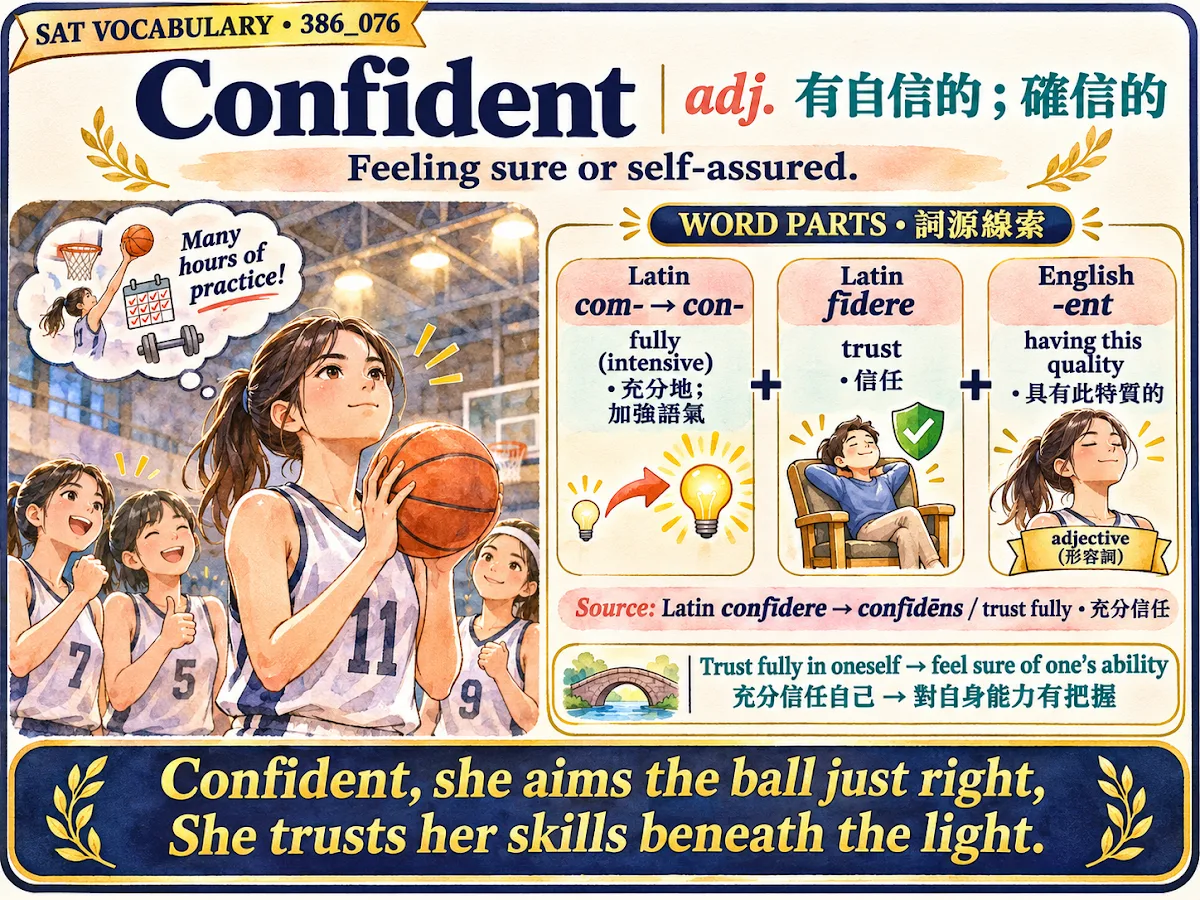 SAT VOCABULARY • 386_076
Confident
adj. 有自信的；確信的
Feeling sure or self-assured.
Many
hours of
practice!
7
5
11
9
WORD PARTS • 詞源線索
Latin
com- → con-
fully
(intensive)
• 充分地；
加強語氣
+
Latin
fīdere
trust
• 信任
+
English
-ent
having this
quality
• 具有此特質的
adjective
(形容詞)
Source: Latin confīdere → confīdēns / trust fully • 充分信任
Trust fully in oneself → feel sure of one's ability
充分信任自己 → 對自身能力有把握
Confident, she aims the ball just right,
She trusts her skills beneath the light.